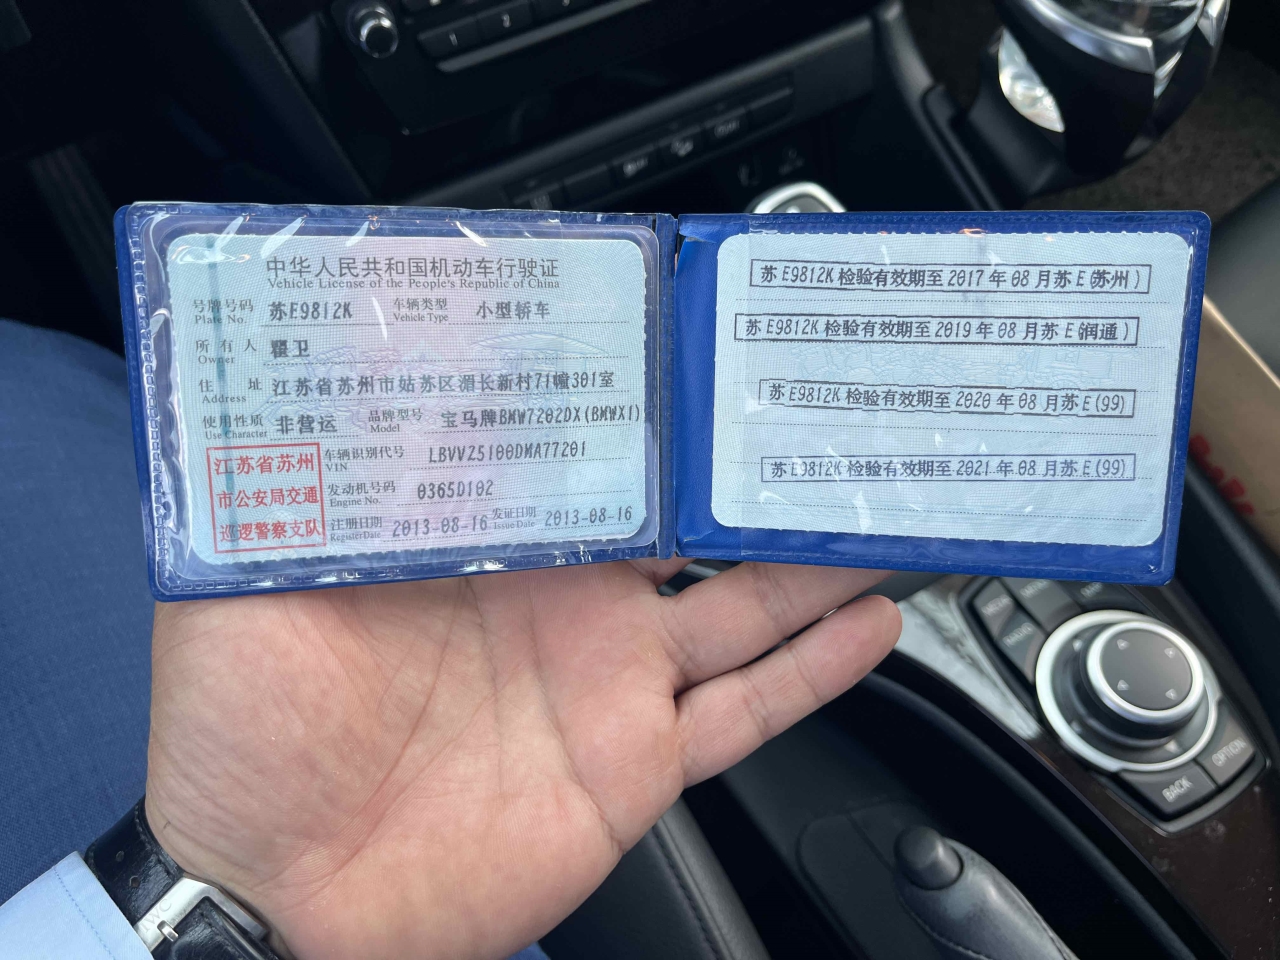 中华人民共和国机动车行驶证
Vehicle License of the People's Republic of China
号牌号码 苏E9812K 车辆类型 小型轿车
Plate No. Vehicle Type
所有人 瞿卫
Owner
住址 江苏省苏州市姑苏区湄长新村71幢301室
Address
使用性质 非营运 品牌型号 宝马牌BMW7202DX(BMWX1)
Use Character Model
江苏省苏州
市公安局交通
巡逻警察支队
车辆识别代号 LBVVZ5100DMA77201
VIN
发动机号码 0365D102
Engine No.
注册日期 2013-08-16 发证日期 2013-08-16
Register Date Issue Date
苏E9812K检验有效期至2017年08月苏E(苏州)
苏E9812K检验有效期至2019年08月苏E(润通)
苏E9812K检验有效期至2020年08月苏E(99)
苏E9812K检验有效期至2021年08月苏E(99)
1
2
3
BACK
OPTION